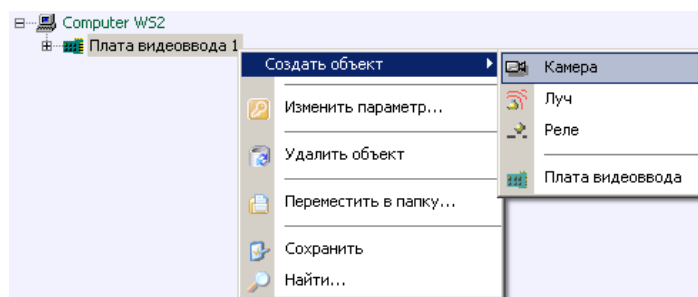 Computer WS2
Плата видеоввода 1
Создать объект
Изменить параметр...
Удалить объект
Переместить в папку...
Сохранить
Найти...
Камера
Луч
Реле
Плата видеоввода